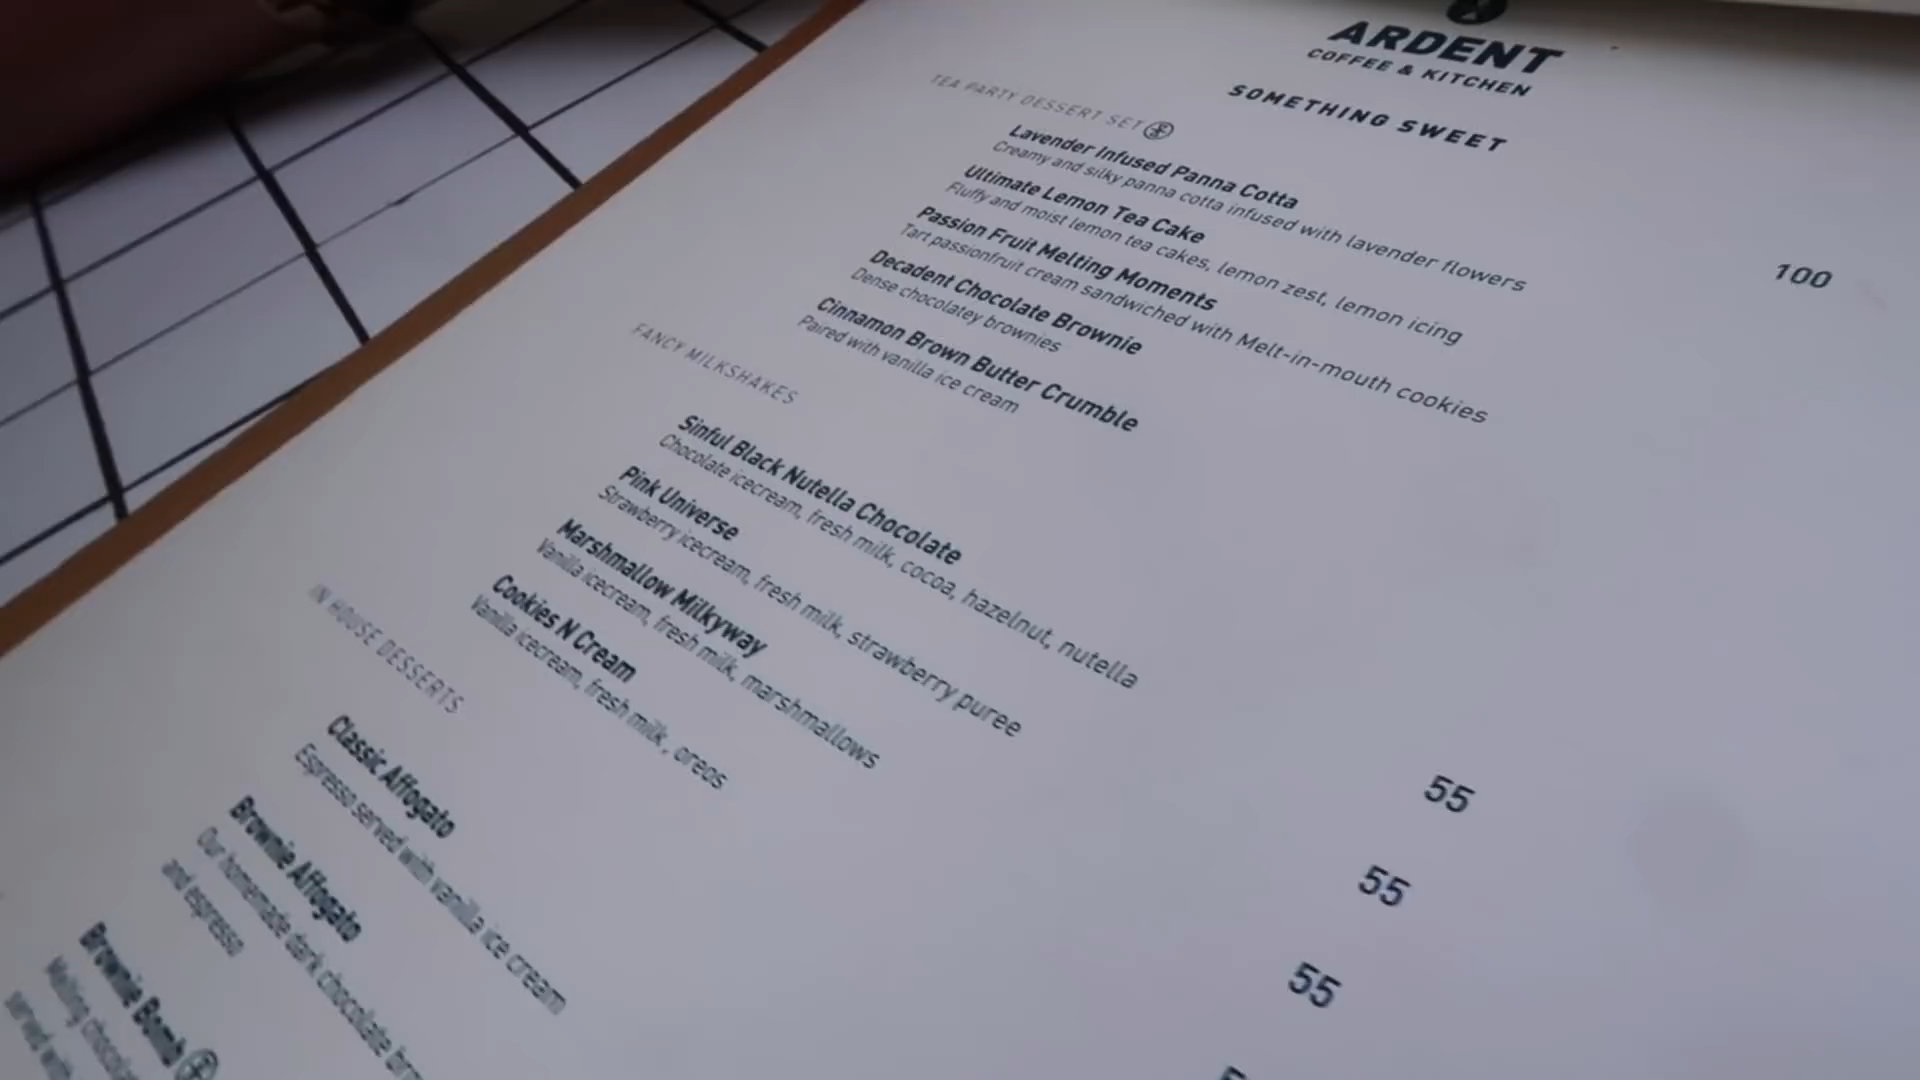 ARDENT
COFFEE & KITCHEN
SOMETHING SWEET
TEA PARTY DESSERT SET
Lavender Infused Panna Cotta
Creamy and silky panna cotta infused with lavender flowers
100
Ultimate Lemon Tea Cake
Fluffy and moist lemon tea cakes, lemon zest, lemon icing
Passion Fruit Melting Moments
Tart passionfruit cream sandwiched with Melt-in-mouth cookies
Decadent Chocolate Brownie
Dense chocolatey brownies
Cinnamon Brown Butter Crumble
Paired with vanilla ice cream
FANCY MILKSHAKES
Sinful Black Nutella Chocolate
Chocolate icecream, fresh milk, cocoa, hazelnut, nutella
55
Pink Universe
Strawberry icecream, fresh milk, strawberry puree
55
Marshmallow Milkyway
Vanilla icecream, fresh milk, marshmallows
55
Cookies N Cream
Vanilla icecream, fresh milk, oreos
IN HOUSE DESSERTS
Classic Affogato
Espresso served with vanilla ice cream
Brownie Affogato
Our homemade dark chocolate
and espresso
Brownie Bomb
served with